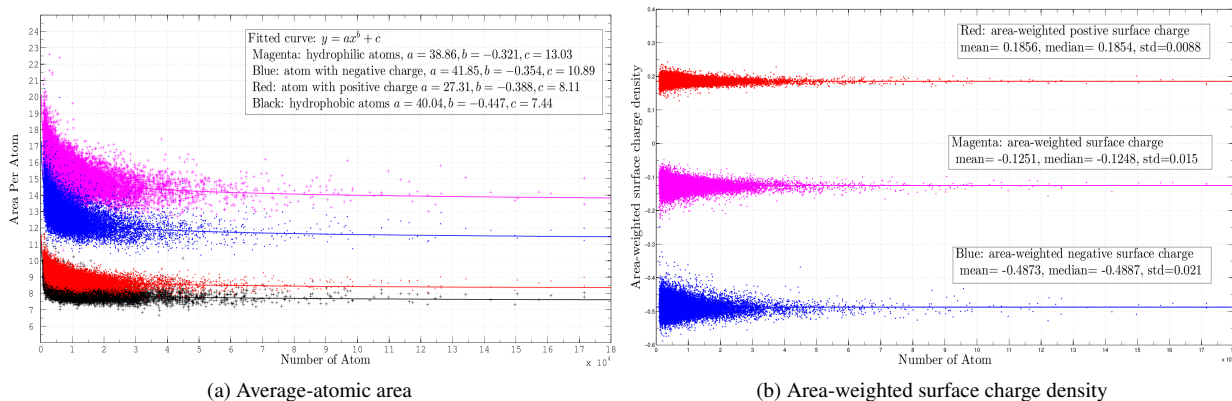 Fitted curve: y = ax^b + c
Magenta: hydrophilic atoms, a = 38.86, b = −0.321, c = 13.03
Blue: atom with negative charge, a = 41.85, b = −0.354, c = 10.89
Red: atom with positive charge a = 27.31, b = −0.388, c = 8.11
Black: hydrophobic atoms a = 40.04, b = −0.447, c = 7.44
Area Per Atom
24
23
22
21
20
19
18
17
16
15
14
13
12
11
10
9
8
7
6
0 1 2 3 4 5 6 7 8 9 10 11 12 13 14 15 16 17 18
Number of Atom
x 10^4
(a) Average-atomic area
Red: area-weighted postive surface charge
mean= 0.1856, median= 0.1854, std=0.0088
Magenta: area-weighted surface charge
mean= -0.1251, median= -0.1248, std=0.015
Blue: area-weighted negative surface charge
mean= -0.4873, median= -0.4887, std=0.021
Area-weighted surface charge density
0.4
0.3
0.2
0.1
0
-0.1
-0.2
-0.3
-0.4
-0.5
-0.6
0 1 2 3 4 5 6 7 8 9 10 11 12 13 14 15 16 17
Number of Atom
(b) Area-weighted surface charge density